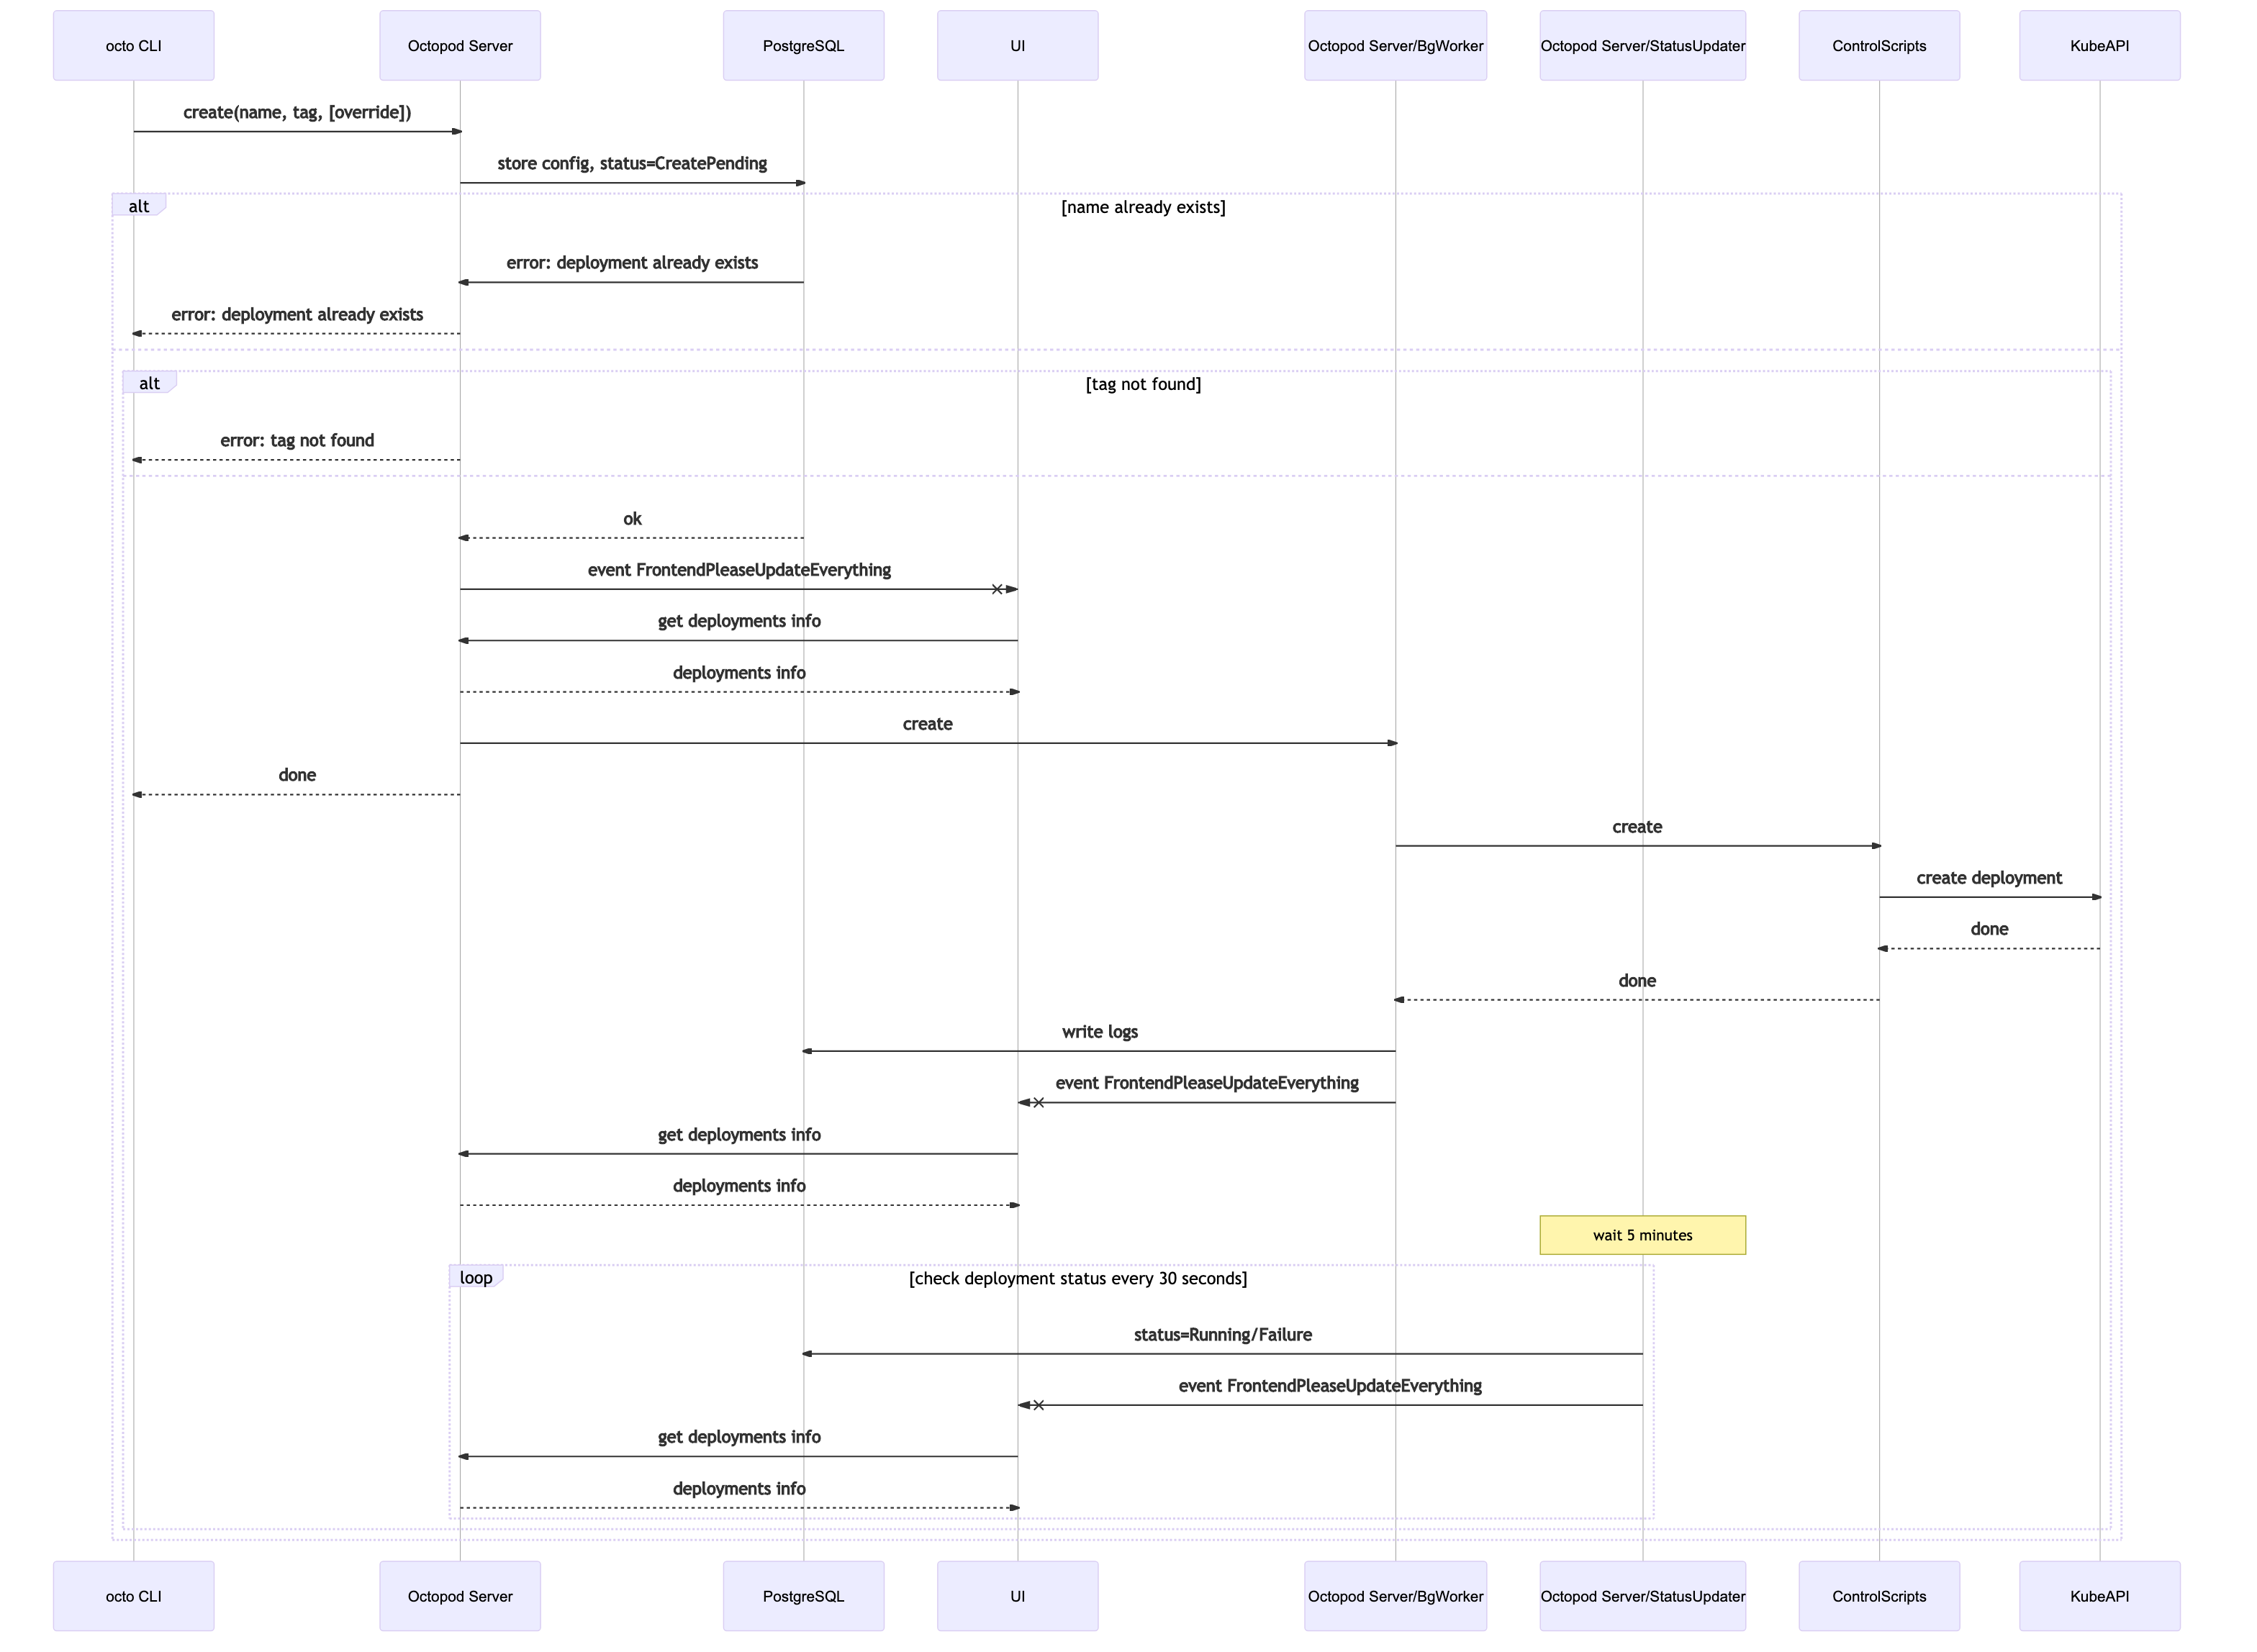 octo CLI
Octopod Server
PostgreSQL
UI
Octopod Server/BgWorker
Octopod Server/StatusUpdater
ControlScripts
KubeAPI
create(name, tag, [override])
store config, status=CreatePending
alt
[name already exists]
error: deployment already exists
error: deployment already exists
alt
[tag not found]
error: tag not found
ok
event FrontendPleaseUpdateEverything
get deployments info
deployments info
create
done
create
create deployment
done
done
write logs
event FrontendPleaseUpdateEverything
get deployments info
deployments info
wait 5 minutes
loop
[check deployment status every 30 seconds]
status=Running/Failure
event FrontendPleaseUpdateEverything
get deployments info
deployments info
octo CLI
Octopod Server
PostgreSQL
UI
Octopod Server/BgWorker
Octopod Server/StatusUpdater
ControlScripts
KubeAPI